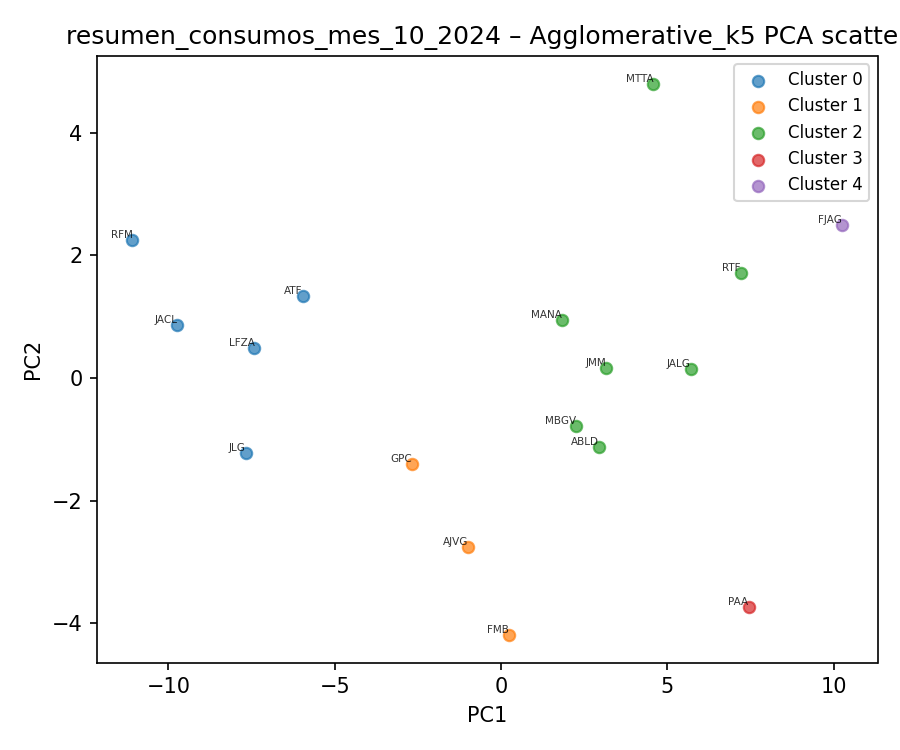 resumen_consumos_mes_10_2024 – Agglomerative_k5 PCA scatte
Cluster 0
Cluster 1
Cluster 2
Cluster 3
Cluster 4
MTTA
FJAG
RFM
RTF
ATF
JACL
MANA
LFZA
JMM
JALG
MBGV
ABLD
JLG
GPC
AJVG
PAA
FMB
4
2
0
−2
−4
PC2
−10
−5
0
5
10
PC1